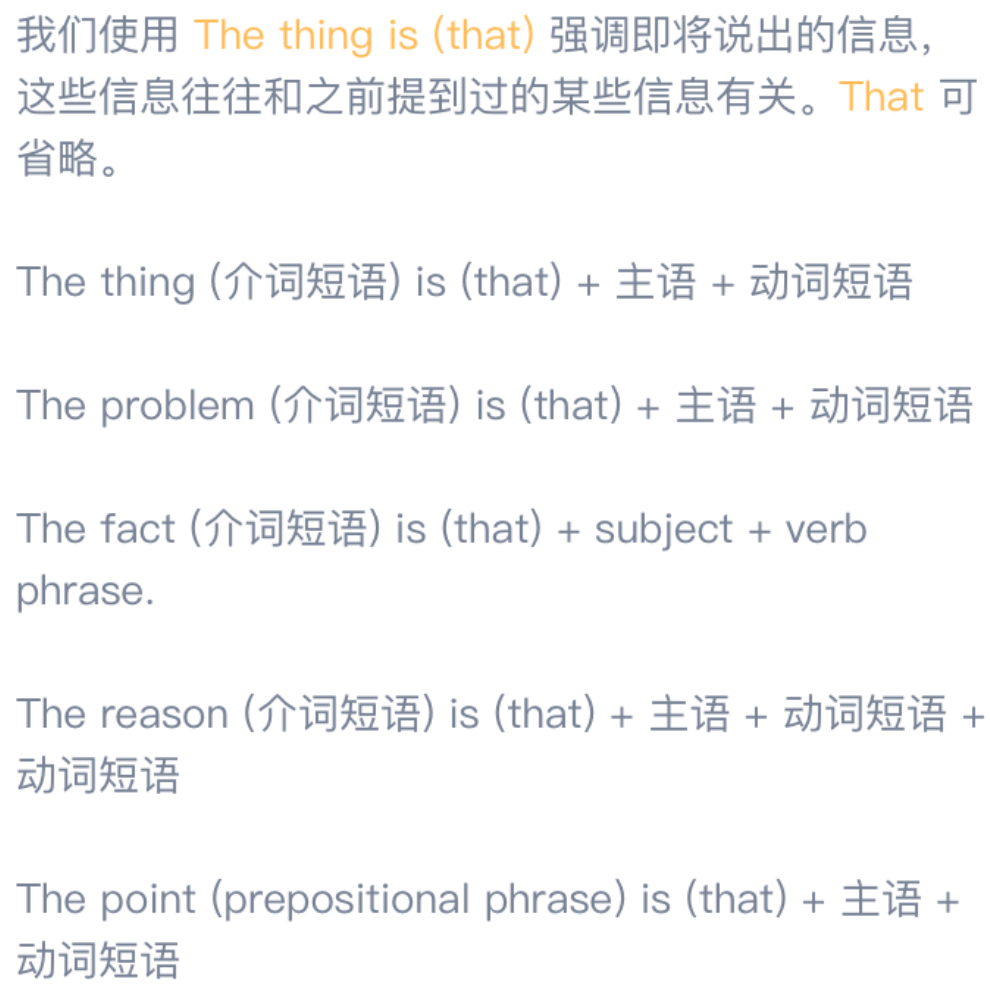 我们使用 The thing is (that) 强调即将说出的信息，
这些信息往往和之前提到过的某些信息有关。That 可
省略。
The thing (介词短语) is (that) + 主语 + 动词短语
The problem (介词短语) is (that) + 主语 + 动词短语
The fact (介词短语) is (that) + subject + verb
phrase.
The reason (介词短语) is (that) + 主语 + 动词短语 +
动词短语
The point (prepositional phrase) is (that) + 主语 +
动词短语